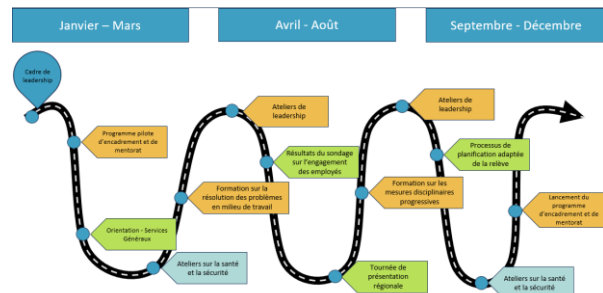 Janvier – Mars
Avril - Août
Septembre - Décembre
Cadre de
leadership
Programme pilote
d'encadrement et de
mentorat
Orientation - Services
Généraux
Ateliers sur la santé
et la sécurité
Formation sur la
résolution des problèmes
en milieu de travail
Ateliers de
leadership
Résultats du sondage
sur l'engagement
des employés
Tournée de
présentation
régionale
Formation sur les
mesures disciplinaires
progressives
Ateliers de
leadership
Processus de
planification adaptée
de la relève
Ateliers sur la santé
et la sécurité
Lancement du
programme
d'encadrement et de
mentorat